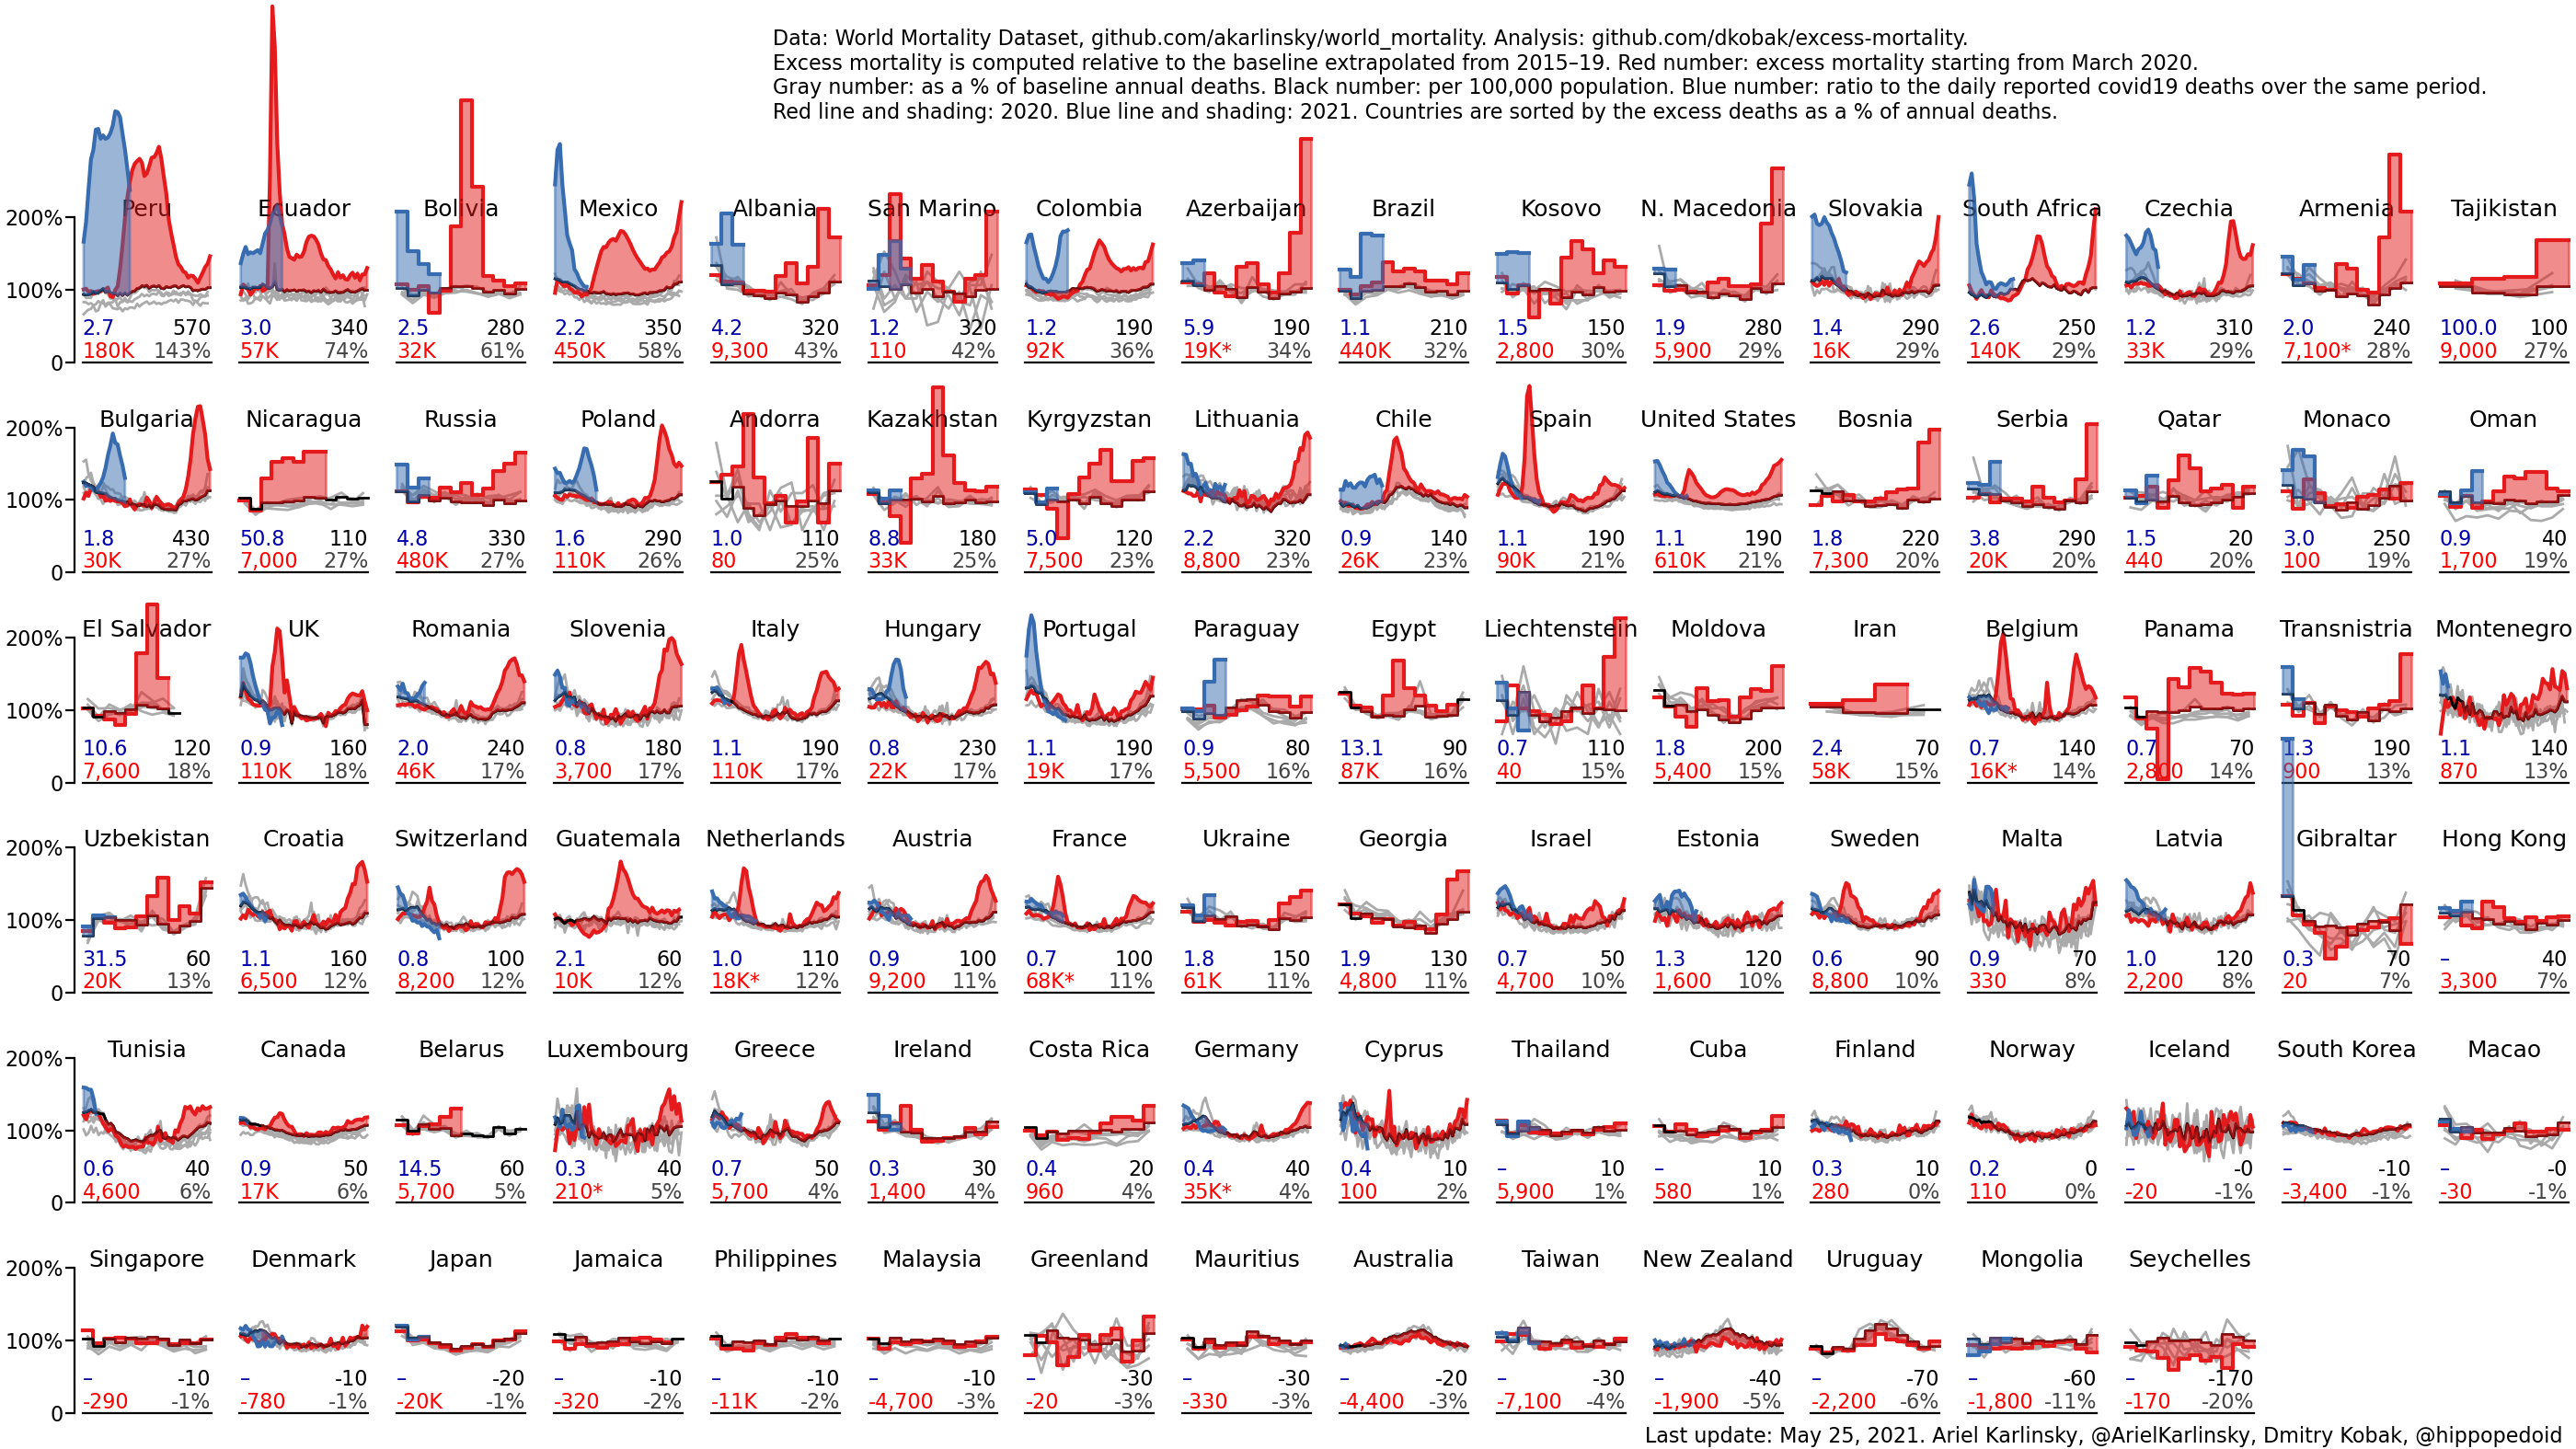 Data: World Mortality Dataset, github.com/akarlinsky/world_mortality. Analysis: github.com/dkobak/excess-mortality.
Excess mortality is computed relative to the baseline extrapolated from 2015–19. Red number: excess mortality starting from March 2020.
Gray number: as a % of baseline annual deaths. Black number: per 100,000 population. Blue number: ratio to the daily reported covid19 deaths over the same period.
Red line and shading: 2020. Blue line and shading: 2021. Countries are sorted by the excess deaths as a % of annual deaths.
200% Peru Ecuador Bolivia Mexico Albania San Marino Colombia Azerbaijan Brazil Kosovo N. Macedonia Slovakia South Africa Czechia Armenia Tajikistan
100%
2.7 570 3.0 340 2.5 280 2.2 350 4.2 320 1.2 320 1.2 190 5.9 190 1.1 210 1.5 150 1.9 280 1.4 290 2.6 250 1.2 310 2.0 240 100.0 100
0 180K 143% 57K 74% 32K 61% 450K 58% 9,300 43% 110 42% 92K 36% 19K* 34% 440K 32% 2,800 30% 5,900 29% 16K 29% 140K 29% 33K 29% 7,100* 28% 9,000 27%
200% Bulgaria Nicaragua Russia Poland Andorra Kazakhstan Kyrgyzstan Lithuania Chile Spain United States Bosnia Serbia Qatar Monaco Oman
100%
1.8 430 50.8 110 4.8 330 1.6 290 1.0 110 8.8 180 5.0 120 2.2 320 0.9 140 1.1 190 1.1 190 1.8 220 3.8 290 1.5 20 3.0 250 0.9 40
0 30K 27% 7,000 27% 480K 27% 110K 26% 80 25% 33K 25% 7,500 23% 8,800 23% 26K 23% 90K 21% 610K 21% 7,300 20% 20K 20% 440 20% 100 19% 1,700 19%
200% El Salvador UK Romania Slovenia Italy Hungary Portugal Paraguay Egypt Liechtenstein Moldova Iran Belgium Panama Transnistria Montenegro
100%
10.6 120 0.9 160 2.0 240 0.8 180 1.1 190 0.8 230 1.1 190 0.9 80 13.1 90 0.7 110 1.8 200 2.4 70 0.7 140 0.7 70 1.3 190 1.1 140
0 7,600 18% 110K 18% 46K 17% 3,700 17% 110K 17% 22K 17% 19K 17% 5,500 16% 87K 16% 40 15% 5,400 15% 58K 15% 16K* 14% 2,800 14% 900 13% 870 13%
200% Uzbekistan Croatia Switzerland Guatemala Netherlands Austria France Ukraine Georgia Israel Estonia Sweden Malta Latvia Gibraltar Hong Kong
100%
31.5 60 1.1 160 0.8 100 2.1 60 1.0 110 0.9 100 0.7 100 1.8 150 1.9 130 0.7 50 1.3 120 0.6 90 0.9 70 1.0 120 0.3 70 – 40
0 20K 13% 6,500 12% 8,200 12% 10K 12% 18K* 12% 9,200 11% 68K* 11% 61K 11% 4,800 11% 4,700 10% 1,600 10% 8,800 10% 330 8% 2,200 8% 20 7% 3,300 7%
200% Tunisia Canada Belarus Luxembourg Greece Ireland Costa Rica Germany Cyprus Thailand Cuba Finland Norway Iceland South Korea Macao
100%
0.6 40 0.9 50 14.5 60 0.3 40 0.7 50 0.3 30 0.4 20 0.4 40 0.4 10 – 10 – 10 0.3 10 0.2 0 – -0 – -10 – -0
0 4,600 6% 17K 6% 5,700 5% 210* 5% 5,700 4% 1,400 4% 960 4% 35K* 4% 100 2% 5,900 1% 580 1% 280 0% 110 0% -20 -1% -3,400 -1% -30 -1%
200% Singapore Denmark Japan Jamaica Philippines Malaysia Greenland Mauritius Australia Taiwan New Zealand Uruguay Mongolia Seychelles
100%
– -10 – -10 – -20 – -10 – -10 – -10 – -30 – -30 – -20 – -30 – -40 – -70 – -60 – -170
0 -290 -1% -780 -1% -20K -1% -320 -2% -11K -2% -4,700 -3% -20 -3% -330 -3% -4,400 -3% -7,100 -4% -1,900 -5% -2,200 -6% -1,800 -11% -170 -20%
Last update: May 25, 2021. Ariel Karlinsky, @ArielKarlinsky, Dmitry Kobak, @hippopedoid